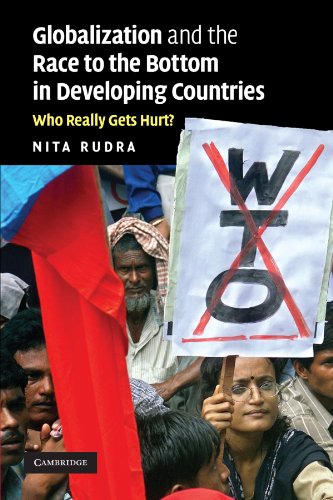 Globalization and the
Race to the Bottom
in Developing Countries
Who Really Gets Hurt?
NITA RUDRA
WTO
CAMBRIDGE